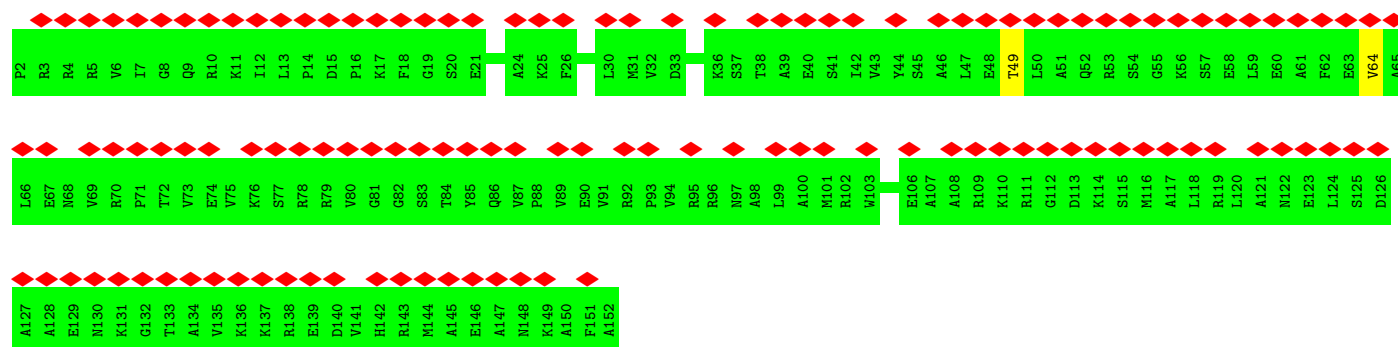 P2 R3 R4 R5 V6 I7 G8 Q9 R10 K11 I12 L13 P14 D15 P16 K17 F18 G19 S20 E21 A24 K25 F26 L30 M31 V32 D33 K36 S37 T38 A39 E40 S41 I42 V43 Y44 S45 A46 L47 E48 T49 L50 A51 Q52 R53 S54 G55 K56 S57 E58 L59 E60 A61 F62 E63 V64 A65
L66 E67 N68 V69 R70 P71 T72 V73 E74 V75 K76 S77 R78 R79 V80 G81 G82 S83 T84 Y85 Q86 V87 P88 V89 E90 V91 R92 P93 V94 R95 R96 N97 A98 L99 A100 M101 R102 W103 E106 A107 A108 R109 K110 R111 G112 D113 K114 S115 M116 A117 L118 R119 L120 A121 N122 E123 L124 S125 D126
A127 A128 E129 N130 K131 G132 T133 A134 V135 K136 K137 R138 E139 D140 V141 H142 R143 M144 A145 E146 A147 N148 K149 A150 F151 A152